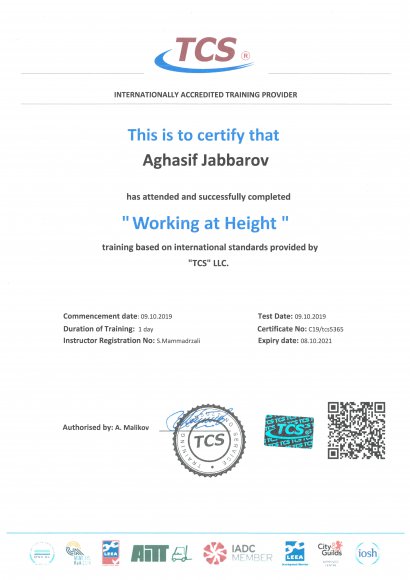 TCS ®
INTERNATIONALLY ACCREDITED TRAINING PROVIDER
This is to certify that
Aghasif Jabbarov
has attended and successfully completed
" Working at Height "
training based on international standards provided by
"TCS" LLC.
Commencement date: 09.10.2019
Test Date: 09.10.2019
Duration of Training: 1 day
Certificate No: C19/tcs5365
Instructor Registration No: S.Mammadrzali
Expiry date: 08.10.2021
Authorised by: A. Malikov
TRAINING
SERVICE
TCS
TCS
LEEA
AITT
IADC
MEMBER
LEEA
City&
Guilds
iosh